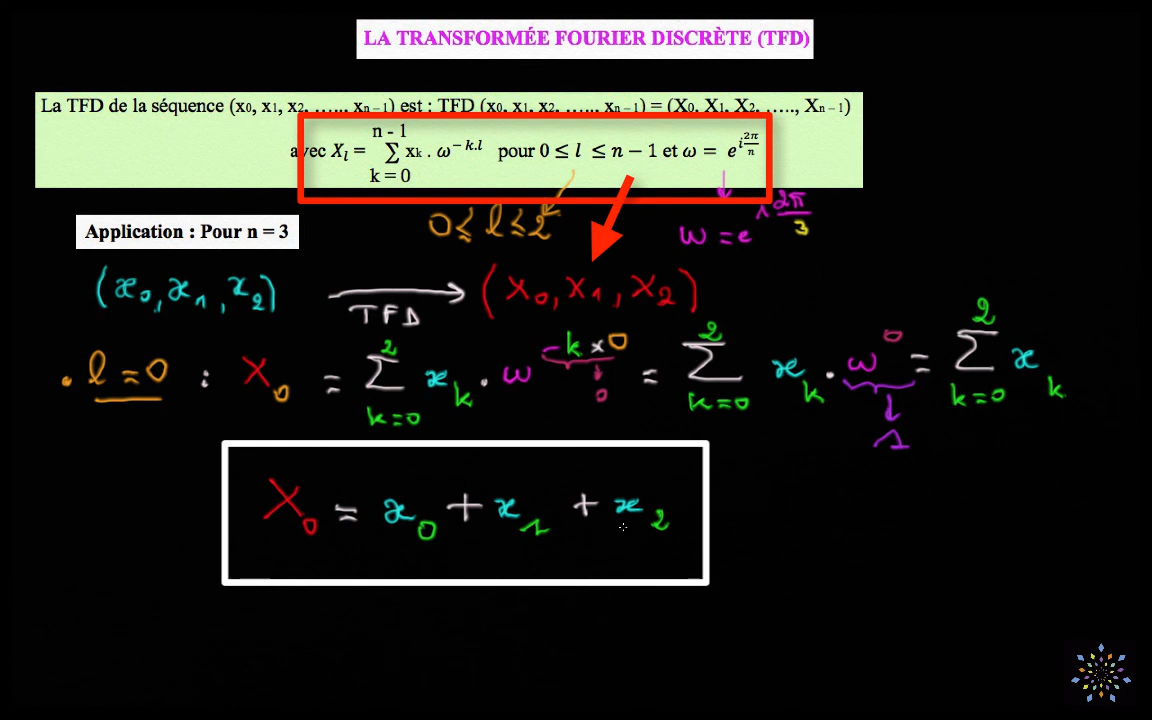 LA TRANSFORMÉE FOURIER DISCRÈTE (TFD)
La TFD de la séquence (x₀, x₁, x₂, ….., xₙ₋₁) est : TFD (x₀, x₁, x₂, ….., xₙ₋₁) = (X₀, X₁, X₂, ….., Xₙ₋₁)
n - 1
avec Xₗ = ∑ xₖ . ω^(− k.l) pour 0 ≤ l ≤ n − 1 et ω = e^(i 2π/n)
k = 0
Application : Pour n = 3
0 ≤ l ≤ 2
ω = e^(i 2π/3)
(x₀, x₁, x₂) TFD (X₀, X₁, X₂)
• l = 0 : X₀ = ∑_(k=0)^2 xₖ . ω^(−k×0) = ∑_(k=0)^2 xₖ . ω^0 = ∑_(k=0)^2 xₖ
0
1
X₀ = x₀ + x₁ + x₂